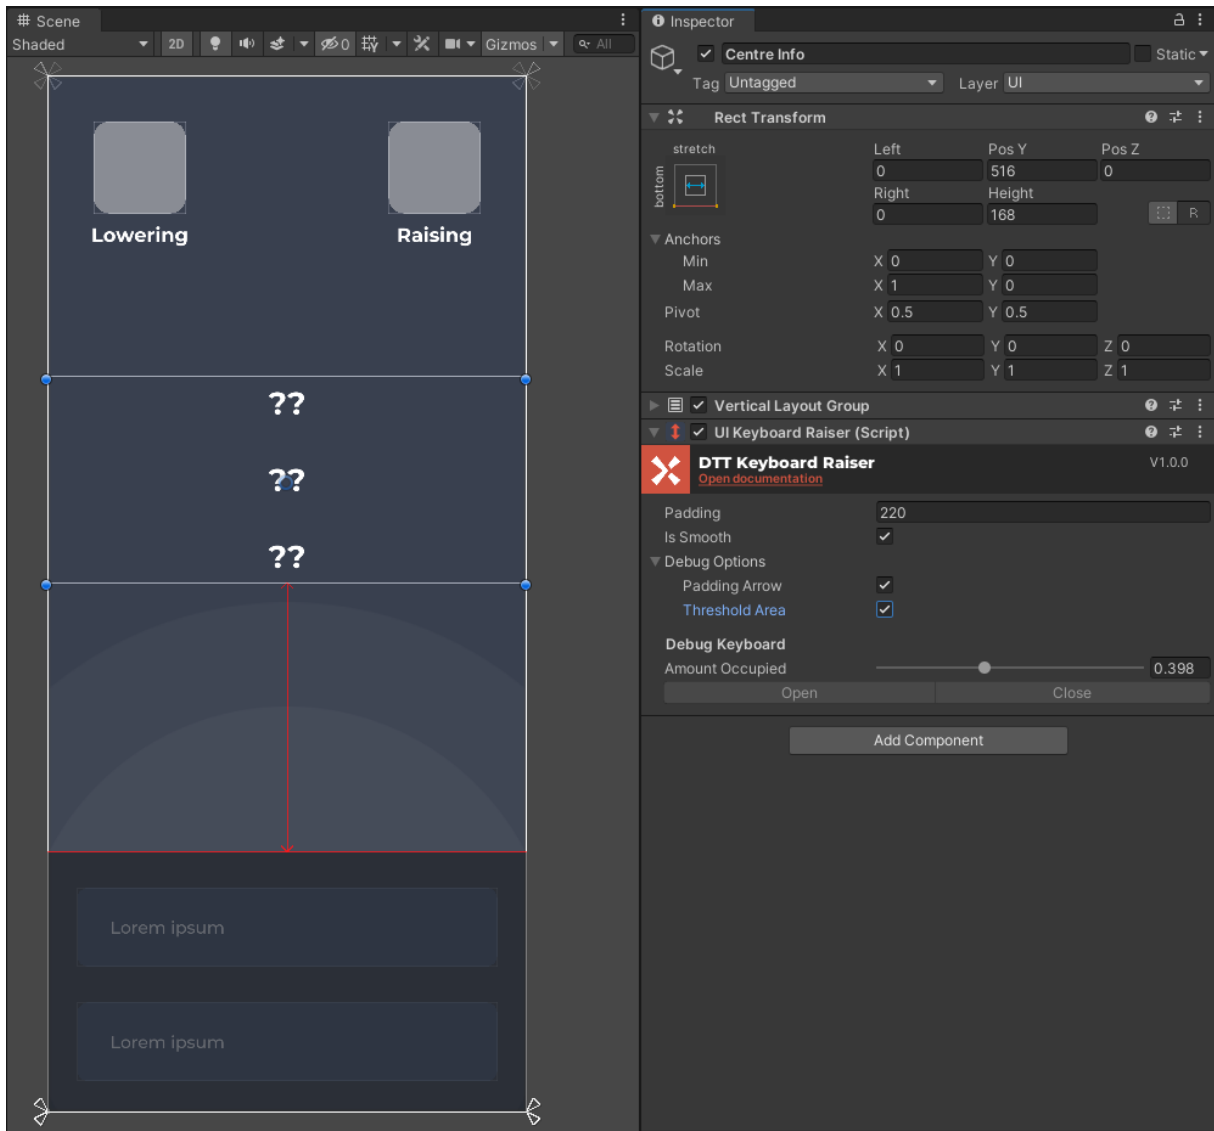 Scene
Shaded
2D
0
Gizmos
All
Lowering
Raising
??
??
??
Lorem ipsum
Lorem ipsum
Inspector
Centre Info
Static
Tag Untagged Layer UI
Rect Transform
stretch
bottom
Left Pos Y Pos Z
0 516 0
Right Height
0 168
R
Anchors
Min X 0 Y 0
Max X 1 Y 0
Pivot X 0.5 Y 0.5
Rotation X 0 Y 0 Z 0
Scale X 1 Y 1 Z 1
Vertical Layout Group
UI Keyboard Raiser (Script)
DTT Keyboard Raiser V1.0.0
Open documentation
Padding 220
Is Smooth
Debug Options
Padding Arrow
Threshold Area
Debug Keyboard
Amount Occupied 0.398
Open Close
Add Component